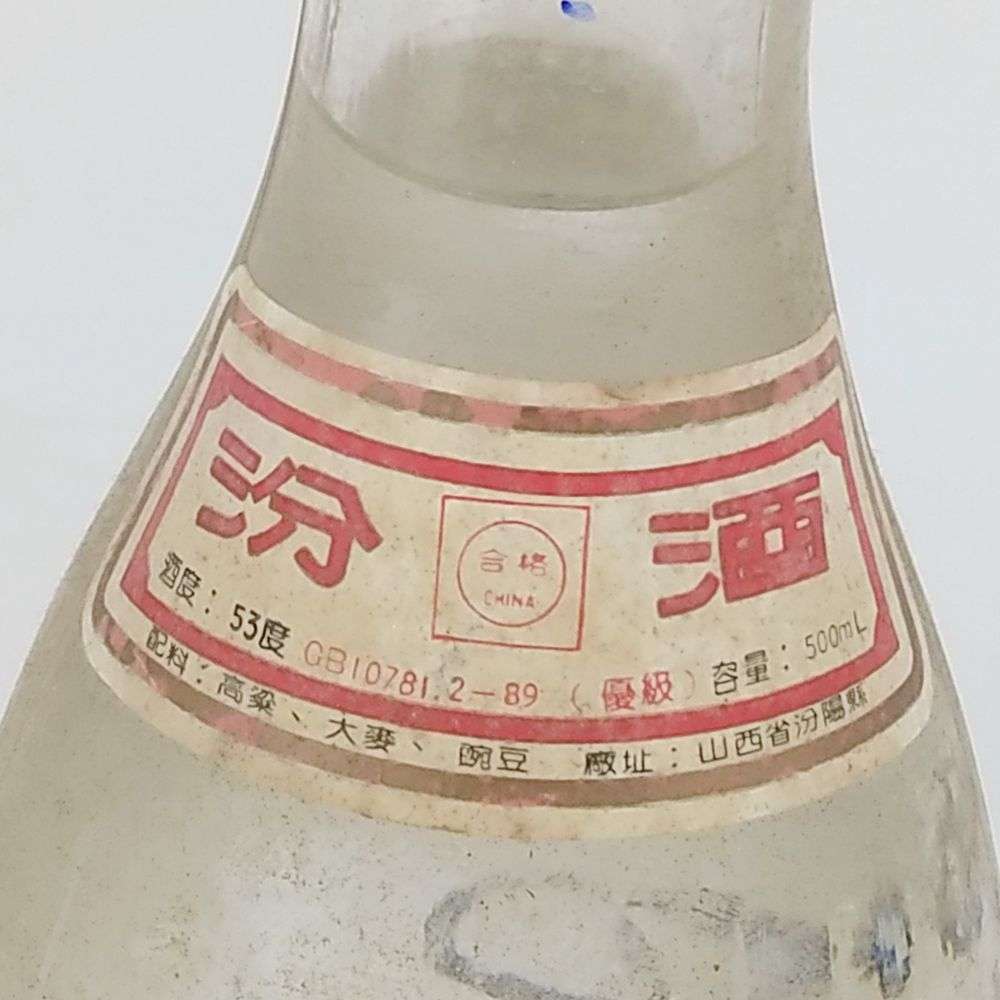 汾 酒
合格
CHINA
酒度：53度 GB10781.2—89（優級）容量：500mL
配料：高粱、大麥、豌豆 廠址：山西省汾陽縣